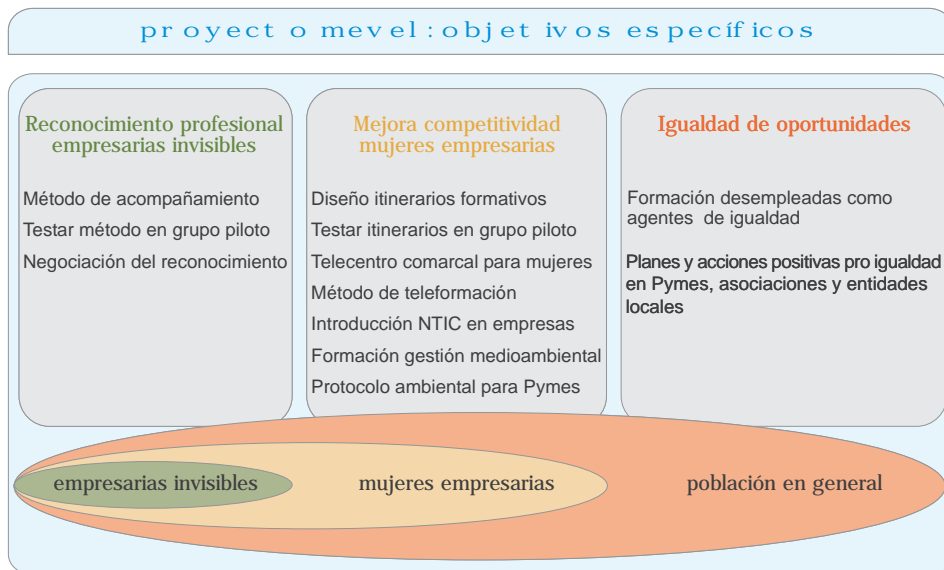 proyecto mevel: objetivos específicos
Reconocimiento profesional
empresarias invisibles
Método de acompañamiento
Testar método en grupo piloto
Negociación del reconocimiento
Mejora competitividad
mujeres empresarias
Diseño itinerarios formativos
Testar itinerarios en grupo piloto
Telecentro comarcal para mujeres
Método de teleformación
Introducción NTIC en empresas
Formación gestión medioambiental
Protocolo ambiental para Pymes
Igualdad de oportunidades
Formación desempleadas como
agentes de igualdad
Planes y acciones positivas pro igualdad
en Pymes, asociaciones y entidades
locales
empresarias invisibles
mujeres empresarias
población en general